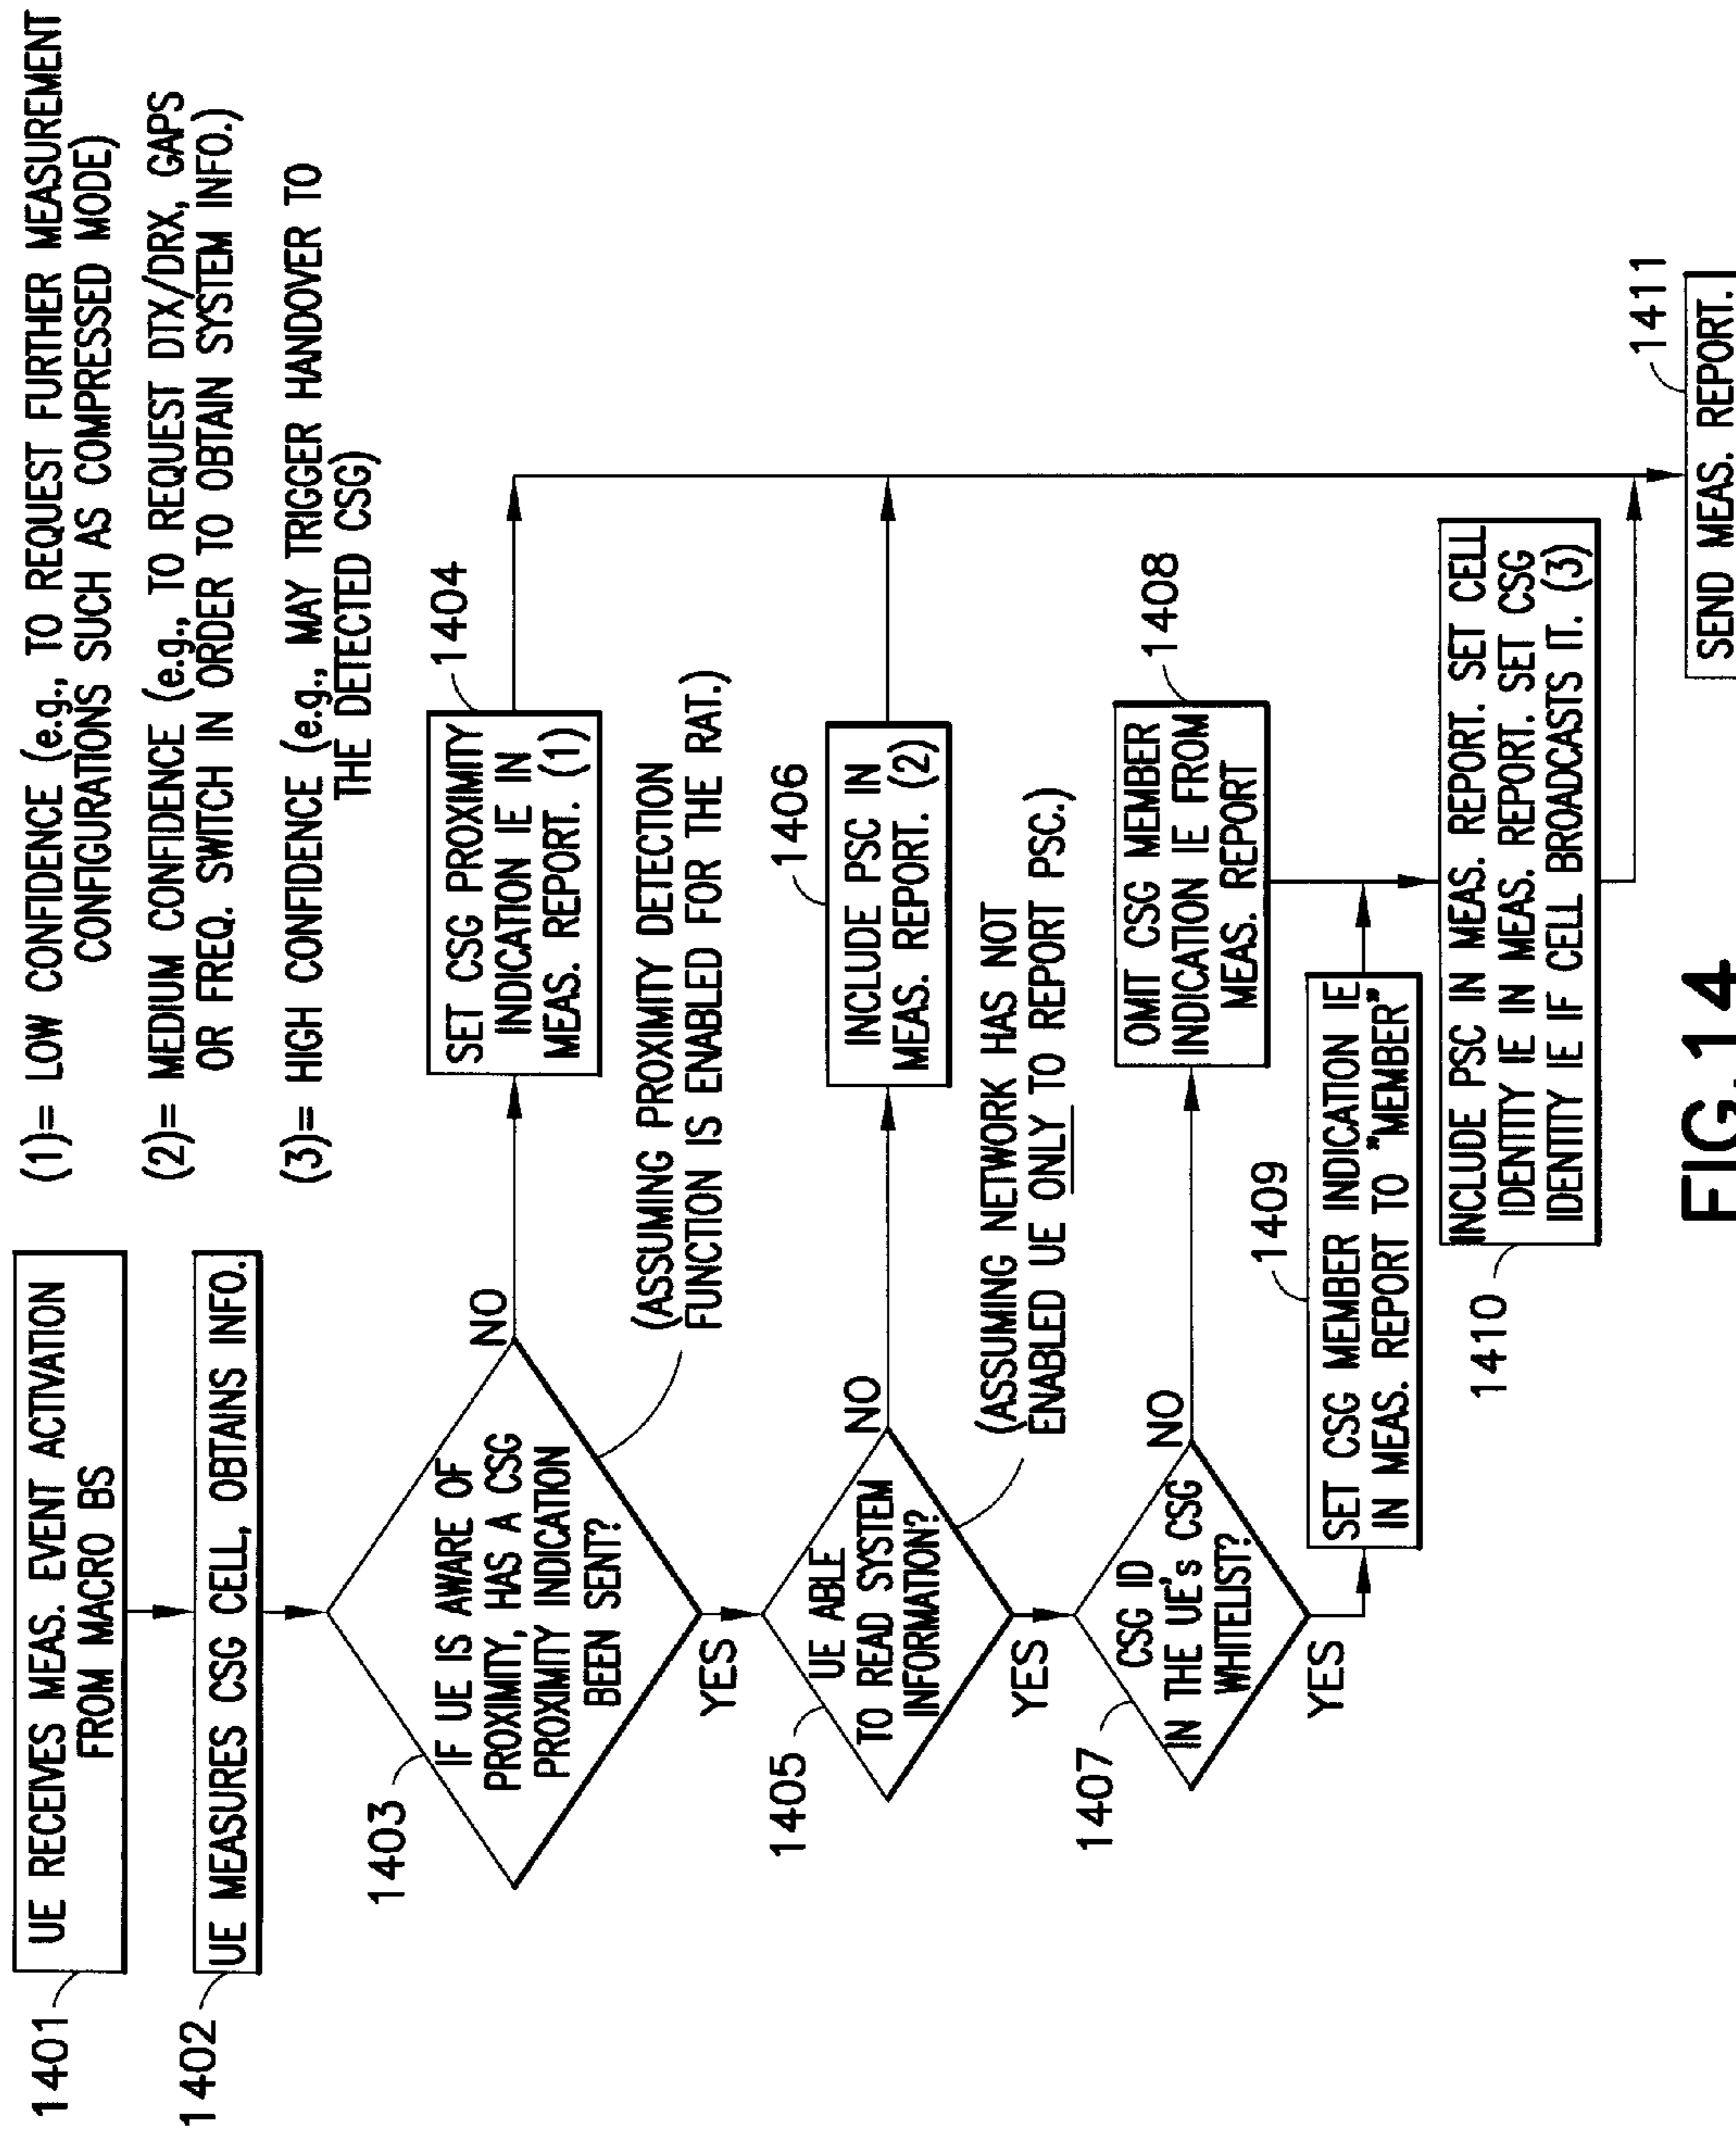 1401
UE RECEIVES MEAS. EVENT ACTIVATION
FROM MACRO BS
1402
UE MEASURES CSG CELL, OBTAINS INFO.
(1)= LOW CONFIDENCE (e.g., TO REQUEST FURTHER MEASUREMENT
CONFIGURATIONS SUCH AS COMPRESSED MODE)
(2)= MEDIUM CONFIDENCE (e.g., TO REQUEST DTX/DRX, GAPS
OR FREQ. SWITCH IN ORDER TO OBTAIN SYSTEM INFO.)
(3)= HIGH CONFIDENCE (e.g., MAY TRIGGER HANDOVER TO
THE DETECTED CSG)
1403
IF UE IS AWARE OF
PROXIMITY, HAS A CSG
PROXIMITY INDICATION
BEEN SENT?
NO
YES
1404
SET CSG PROXIMITY
INDICATION IE IN
MEAS. REPORT. (1)
(ASSUMING PROXIMITY DETECTION
FUNCTION IS ENABLED FOR THE RAT.)
1405
UE ABLE
TO READ SYSTEM
INFORMATION?
NO
YES
1406
INCLUDE PSC IN
MEAS. REPORT. (2)
(ASSUMING NETWORK HAS NOT
ENABLED UE ONLY TO REPORT PSC.)
1407
CSG ID
IN THE UE's CSG
WHITELIST?
NO
YES
1408
OMIT CSG MEMBER
INDICATION IE FROM
MEAS. REPORT
1409
SET CSG MEMBER INDICATION IE
IN MEAS. REPORT TO "MEMBER"
1410
INCLUDE PSC IN MEAS. REPORT. SET CELL
IDENTITY IE IN MEAS. REPORT. SET CSG
IDENTITY IE IF CELL BROADCASTS IT. (3)
1411
SEND MEAS. REPORT.
FIG.14